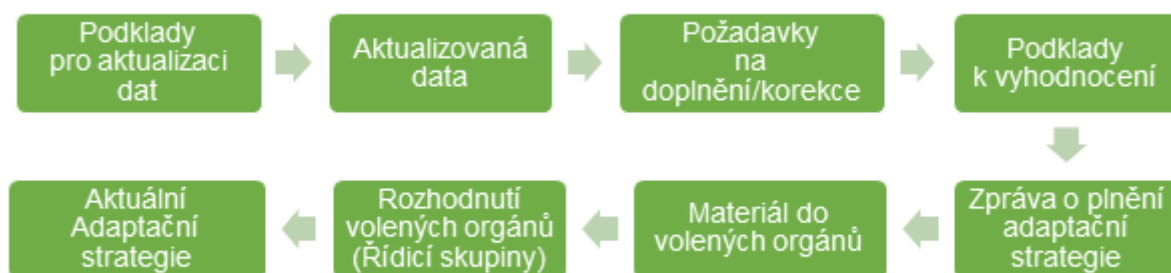 Podklady
pro aktualizaci
dat
Aktualizovaná
data
Požadavky
na
doplnění/korekce
Podklady
k vyhodnocení
Zpráva o plnění
adaptační
strategie
Materiál do
volených orgánů
Rozhodnutí
volených orgánů
(Řídicí skupiny)
Aktuální
Adaptační
strategie